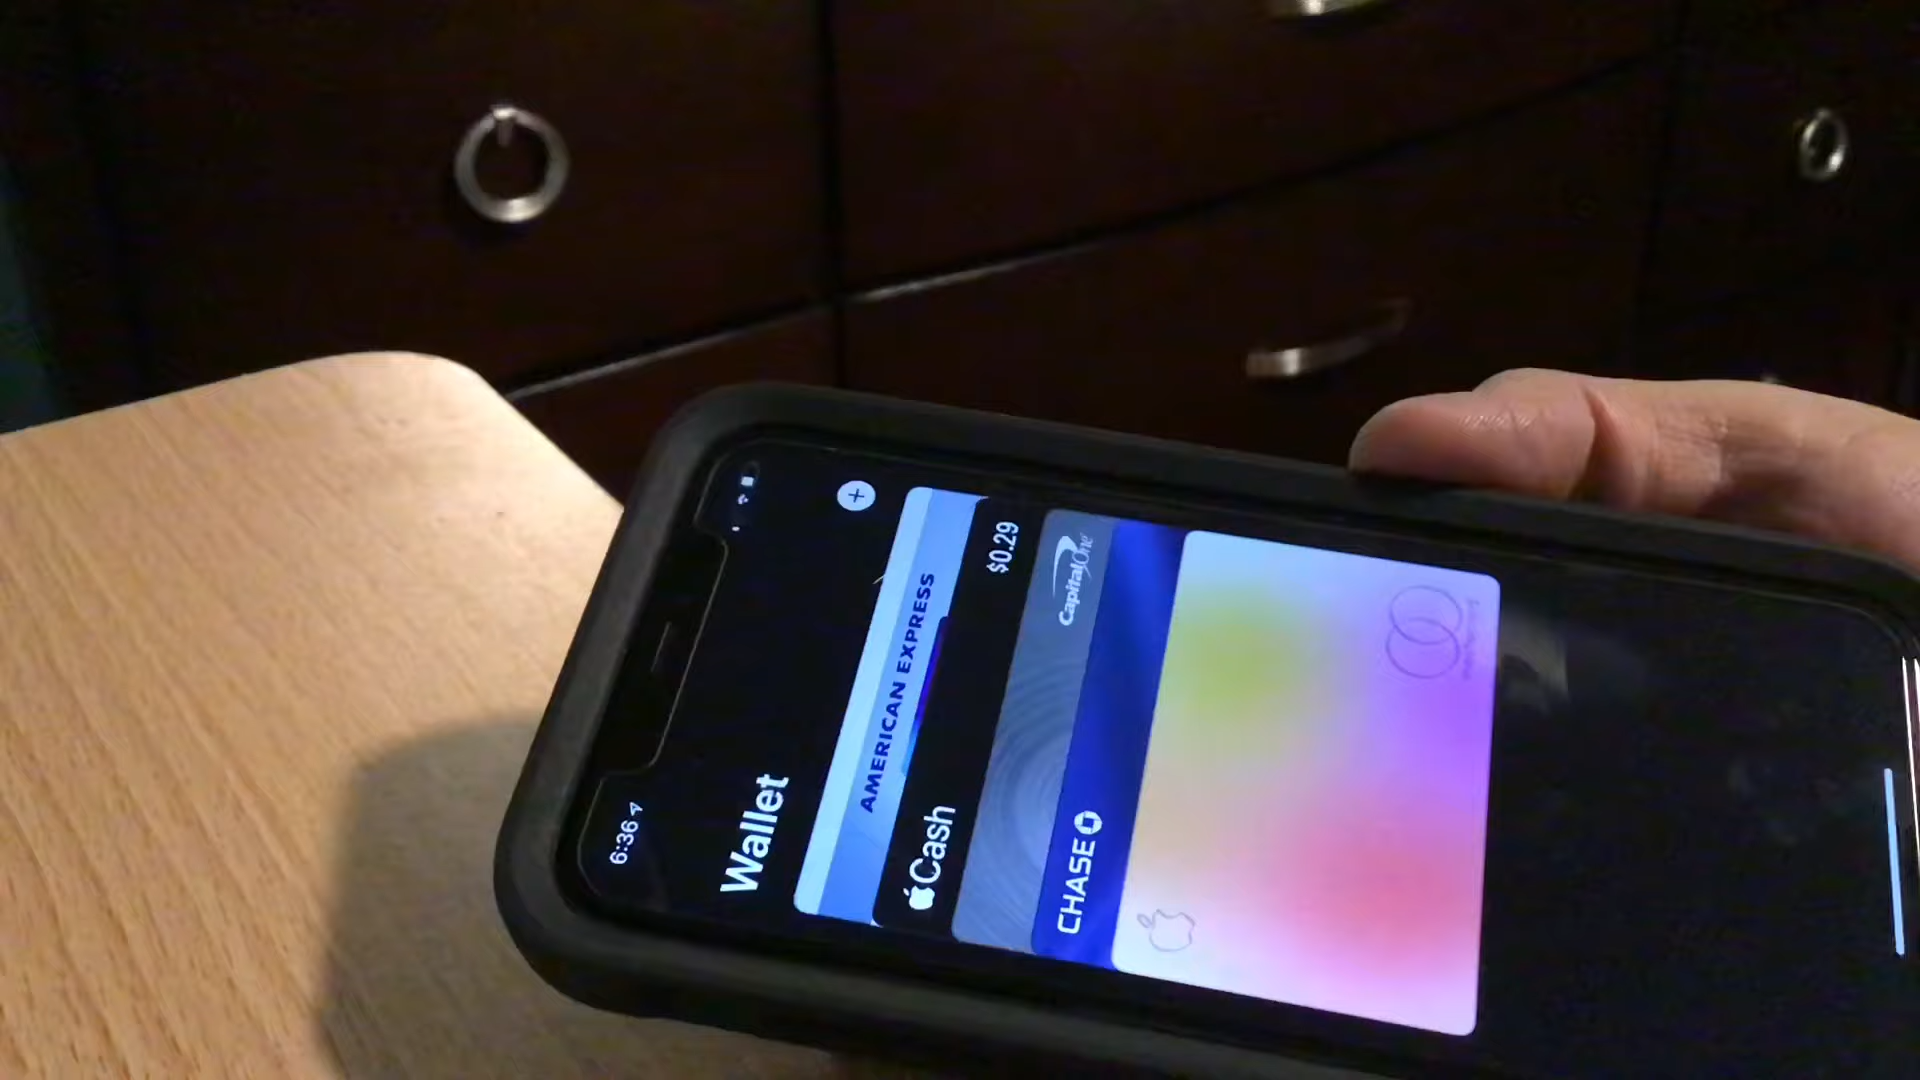 6:36
Wallet
AMERICAN EXPRESS
Cash $0.29
Capital One
CHASE